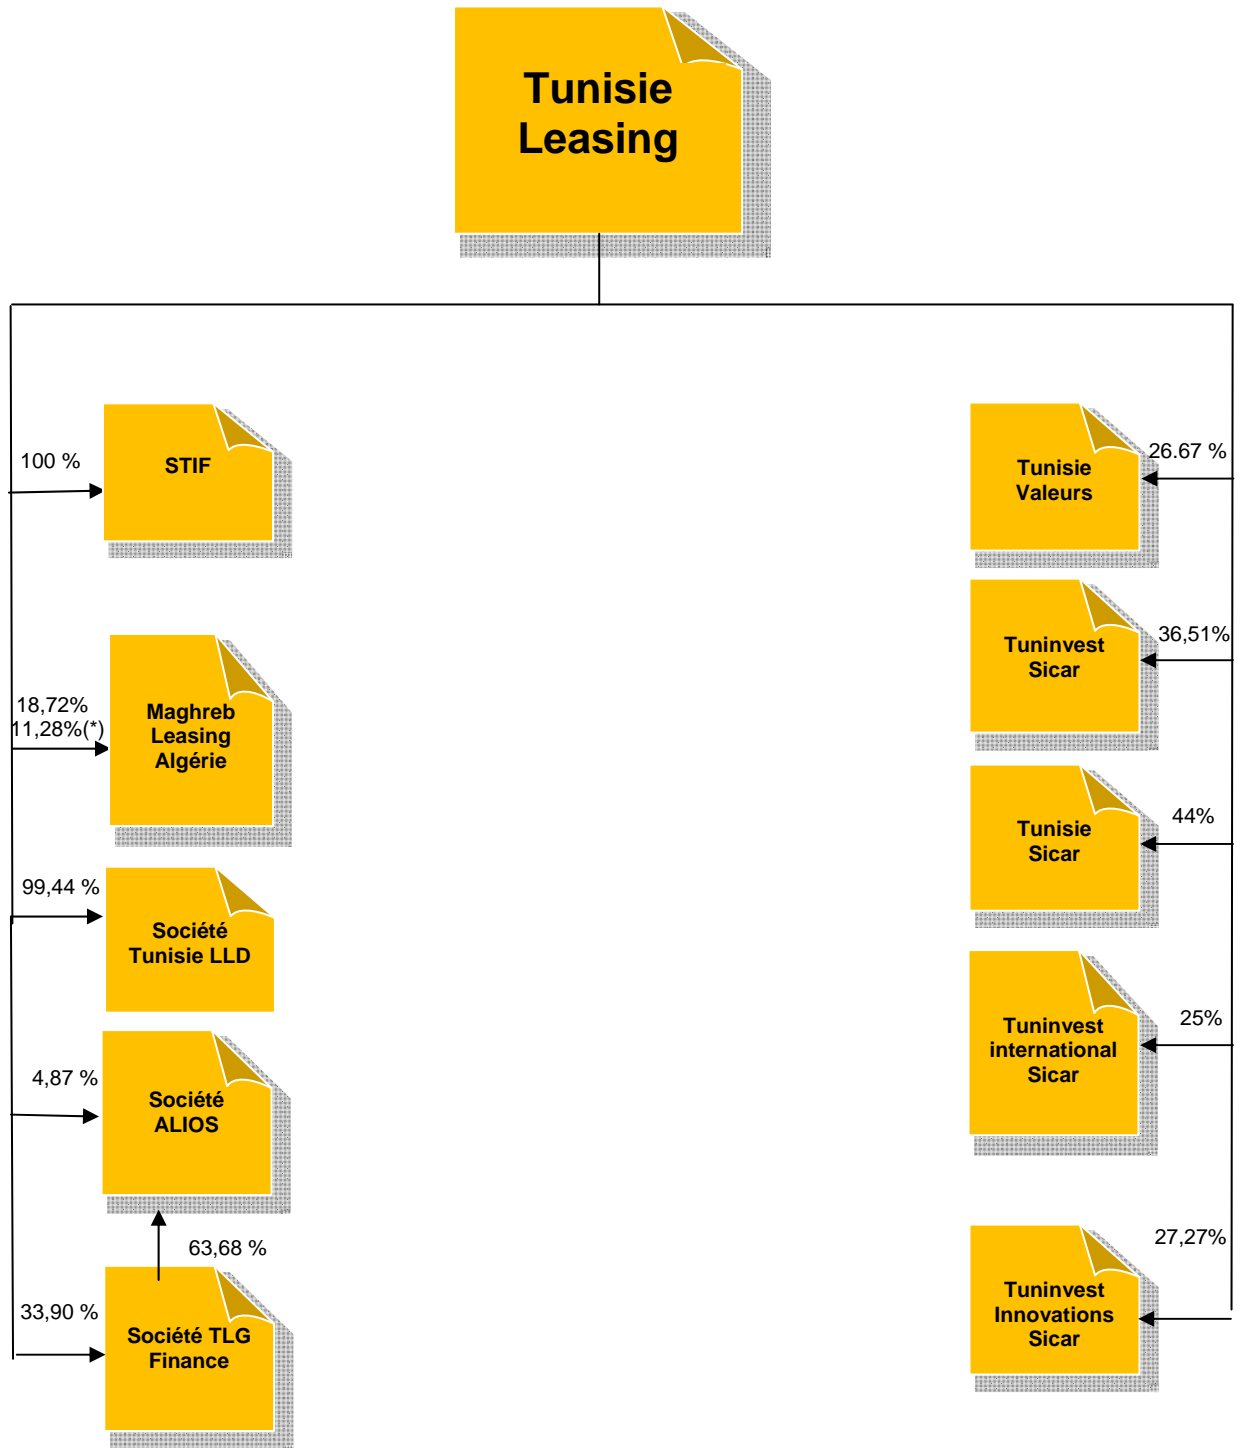 Tunisie
Leasing
100 %
STIF
18,72%
11,28%(*)
Maghreb
Leasing
Algérie
99,44 %
Société
Tunisie LLD
4,87 %
Société
ALIOS
63,68 %
33,90 %
Société TLG
Finance
Tunisie
Valeurs
26.67 %
Tuninvest
Sicar
36,51%
Tunisie
Sicar
44%
Tuninvest
international
Sicar
25%
Tuninvest
Innovations
Sicar
27,27%